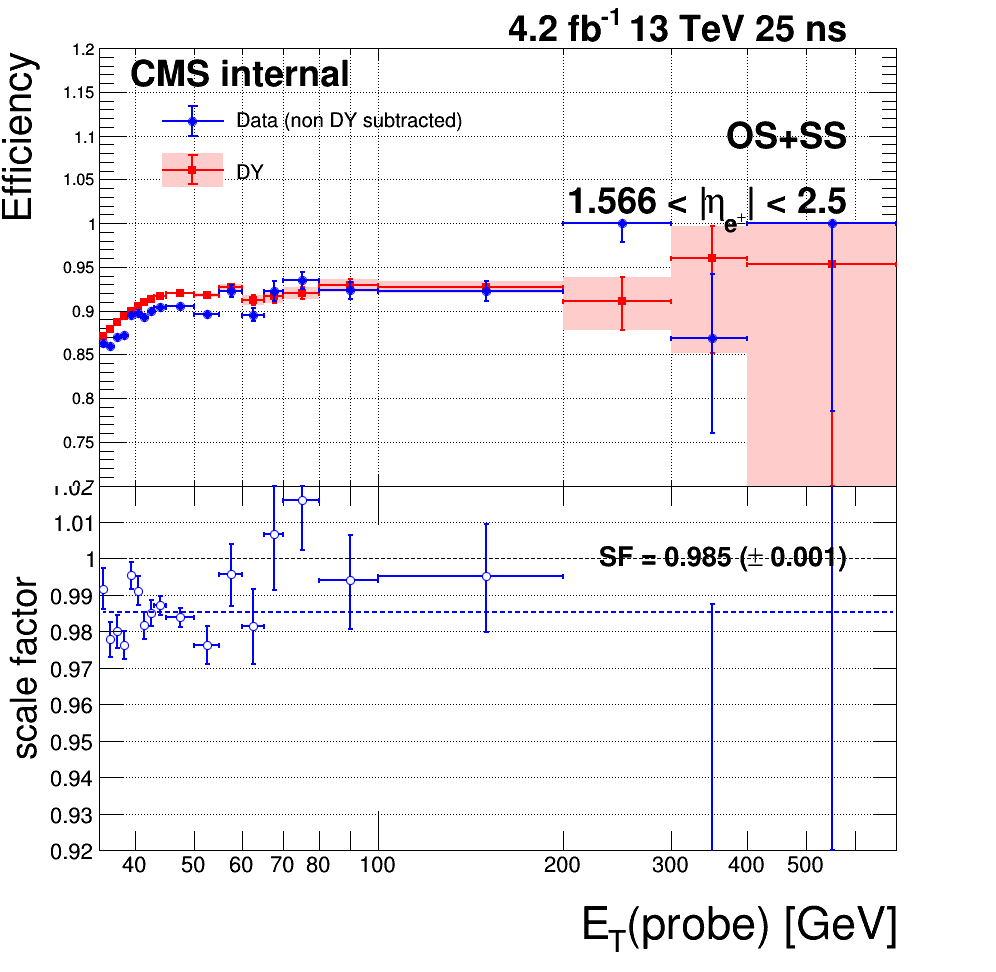 4.2 fb⁻¹ 13 TeV 25 ns
Efficiency
CMS internal
Data (non DY subtracted)
DY
OS+SS
1.566 < |η_e±| < 2.5
1.2
1.15
1.1
1.05
1
0.95
0.9
0.85
0.8
0.75
scale factor
SF = 0.985 (± 0.001)
1.02
1.01
1
0.99
0.98
0.97
0.96
0.95
0.94
0.93
0.92
40 50 60 70 80 100 200 300 400 500
E_T(probe) [GeV]